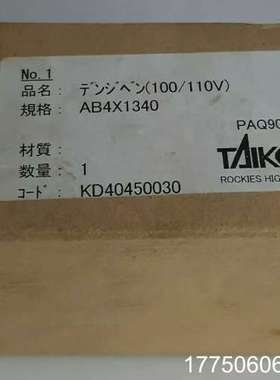 No.1
品名: デンジベン(100/110V)
規格: AB4X1340
PAQ90
材質:
数量: 1
コード: KD40450030
TAIKO
ROCKIES HIG
17750606